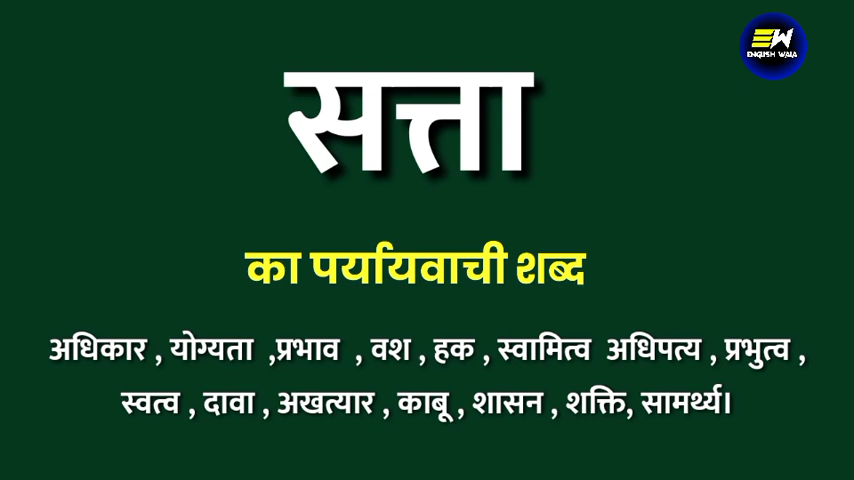 EW
ENGLISH WALA
सत्ता
का पर्यायवाची शब्द
अधिकार , योग्यता ,प्रभाव , वश , हक , स्वामित्व अधिपत्य , प्रभुत्व ,
स्वत्व , दावा , अखत्यार , काबू , शासन , शक्ति, सामर्थ्य।